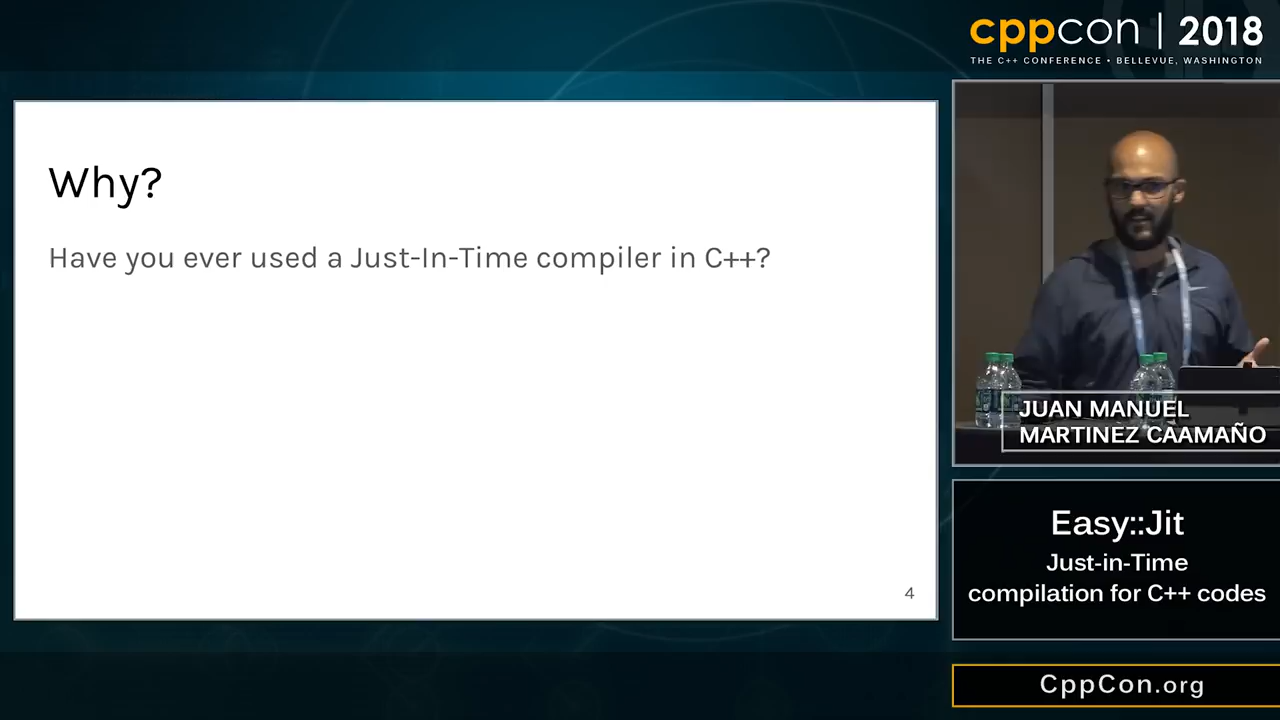 cppcon | 2018
THE C++ CONFERENCE • BELLEVUE, WASHINGTON
Why?
Have you ever used a Just-In-Time compiler in C++?
4
JUAN MANUEL
MARTINEZ CAAMAÑO
Easy::Jit
Just-in-Time
compilation for C++ codes
CppCon.org